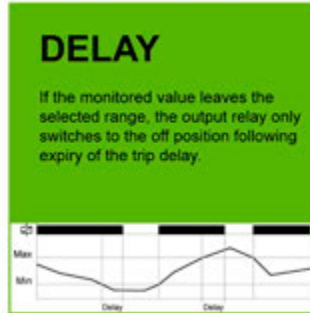 DELAY
If the monitored value leaves the
selected range, the output relay only
switches to the off position following
expiry of the trip delay.
Max
Min
Delay
Delay